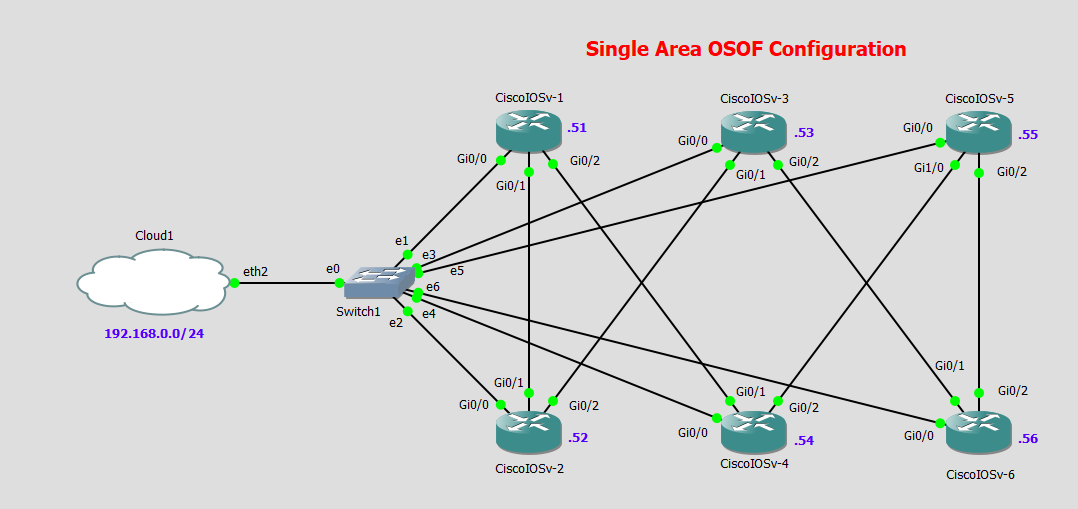 Single Area OSOF Configuration
CiscoIOSv-1
CiscoIOSv-3
CiscoIOSv-5
.51
.53
.55
Gi0/0
Gi0/1
Gi0/2
Gi0/0
Gi0/1
Gi0/2
Gi0/0
Gi1/0
Gi0/2
Cloud1
eth2
192.168.0.0/24
e0
e1
e3
e5
e6
e4
e2
Switch1
Gi0/1
Gi0/0
Gi0/2
Gi0/1
Gi0/0
Gi0/2
Gi0/1
Gi0/0
Gi0/2
.52
.54
.56
CiscoIOSv-2
CiscoIOSv-4
CiscoIOSv-6